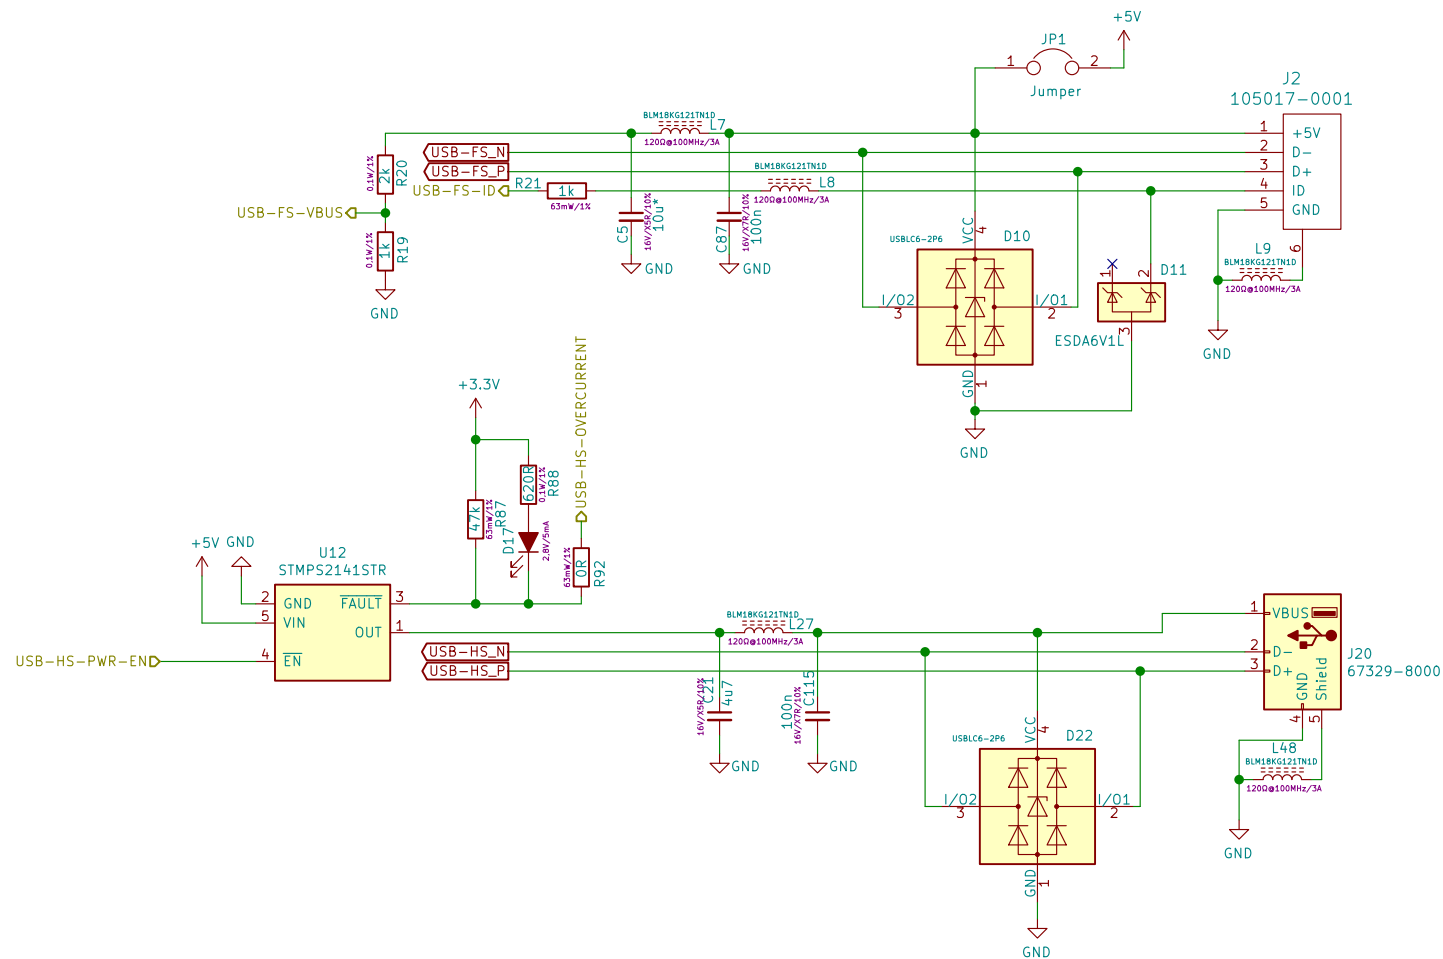 +5V
JP1
1 2
Jumper
J2
105017-0001
BLM18KG121TN1D
L7
120Ω@100MHz/3A
1 +5V
USB-FS_N
2 D-
USB-FS_P
BLM18KG121TN1D
3 D+
USB-FS-ID
R21
1k
63mW/1%
L8
120Ω@100MHz/3A
4 ID
5 GND
6
0,1W/1%
2k
R20
USB-FS-VBUS
0,1W/1%
1k
R19
GND
C5
16V/X5R/10%
10u*
GND
C87
16V/X7R/10%
100n
GND
USBLC6-2P6
VCC
4
D10
I/O2
3
I/O1
2
GND
1
GND
1
2
D11
3
ESDA6V1L
L9
BLM18KG121TN1D
120Ω@100MHz/3A
GND
+3.3V
USB-HS-OVERCURRENT
620R
0,1W/1%
R88
47k
63mW/1%
R87
D17
2,8V/5mA
63mW/1%
0R
R92
+5V
GND
U12
STMPS2141STR
2 GND
FAULT 3
5 VIN
OUT 1
USB-HS-PWR-EN
4 EN
BLM18KG121TN1D
L27
120Ω@100MHz/3A
USB-HS_N
USB-HS_P
16V/X5R/10%
C21
4u7
GND
100n
16V/X7R/10%
C115
GND
USBLC6-2P6
VCC
4
D22
I/O2
3
I/O1
2
GND
1
GND
1 VBUS
2 D-
3 D+
GND
Shield
4
5
J20
67329-8000
L48
BLM18KG121TN1D
120Ω@100MHz/3A
GND